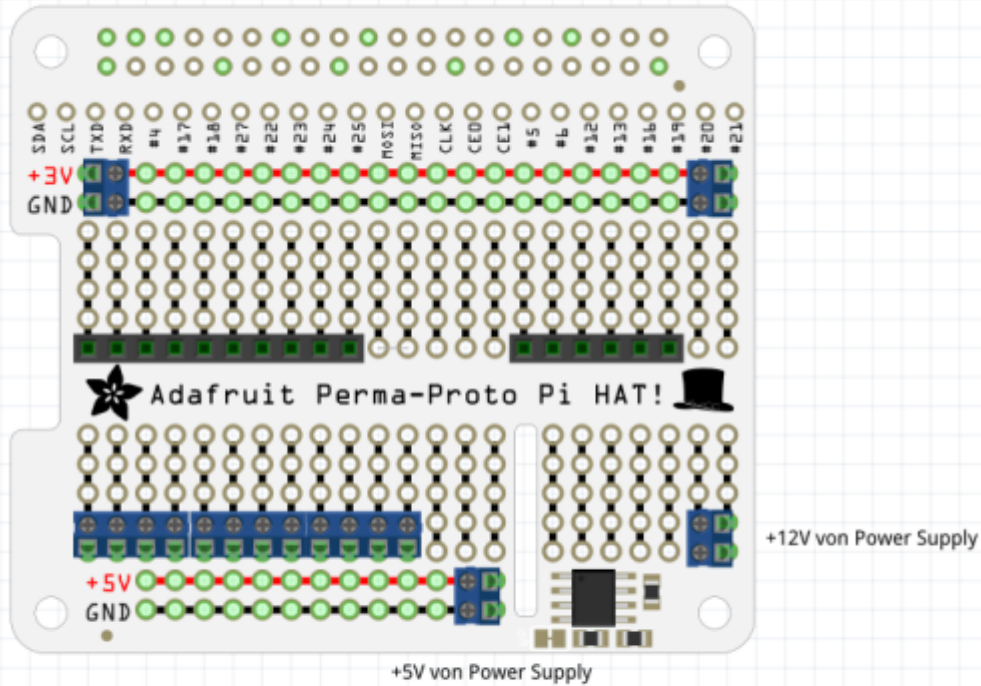 SDA SCL TXD RXD #4 #17 #18 #27 #22 #23 #24 #25 MOSI MISO CLK CE0 CE1 #5 #6 #12 #13 #16 #19 #20 #21
+3V
GND
Adafruit Perma-Proto Pi HAT!
+12V von Power Supply
+5V
GND
+5V von Power Supply